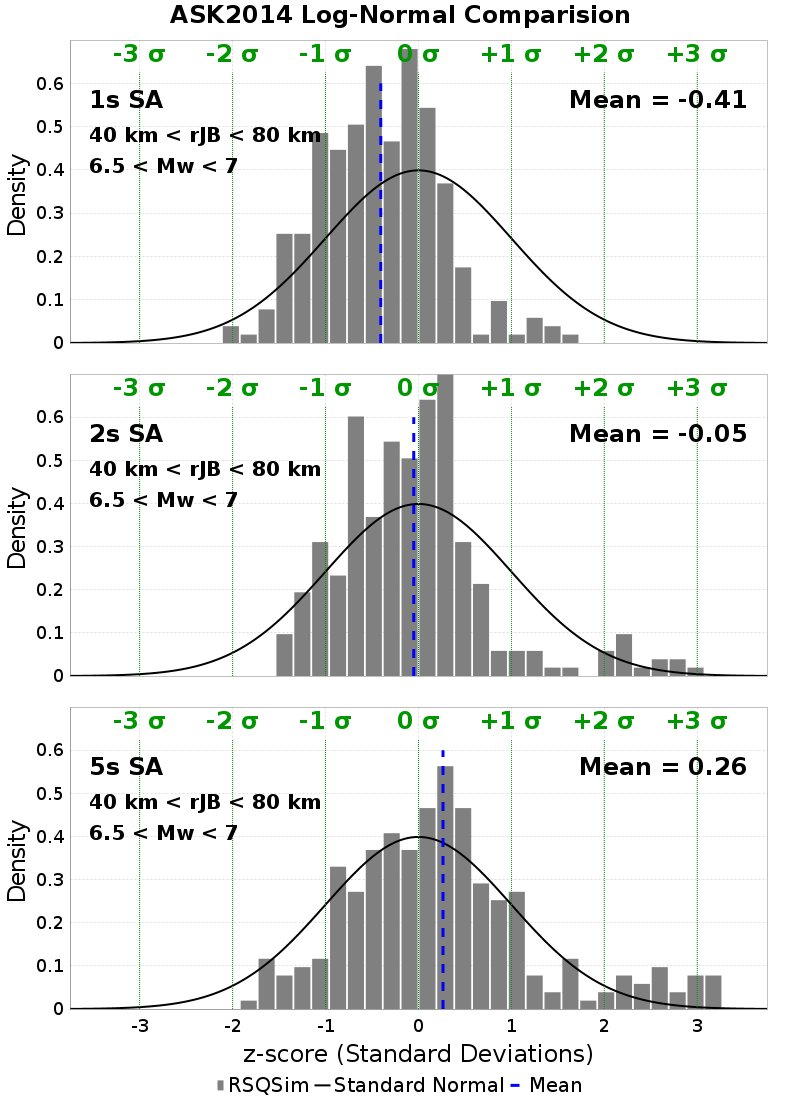 ASK2014 Log-Normal Comparision
-3 σ -2 σ -1 σ 0 σ +1 σ +2 σ +3 σ
1s SA Mean = -0.41
40 km < rJB < 80 km
6.5 < Mw < 7
0.6
0.5
0.4
0.3
0.2
0.1
0
Density
-3 σ -2 σ -1 σ 0 σ +1 σ +2 σ +3 σ
2s SA Mean = -0.05
40 km < rJB < 80 km
6.5 < Mw < 7
0.6
0.5
0.4
0.3
0.2
0.1
0
Density
-3 σ -2 σ -1 σ 0 σ +1 σ +2 σ +3 σ
5s SA Mean = 0.26
40 km < rJB < 80 km
6.5 < Mw < 7
0.6
0.5
0.4
0.3
0.2
0.1
0
Density
-3 -2 -1 0 1 2 3
z-score (Standard Deviations)
RSQSim Standard Normal Mean